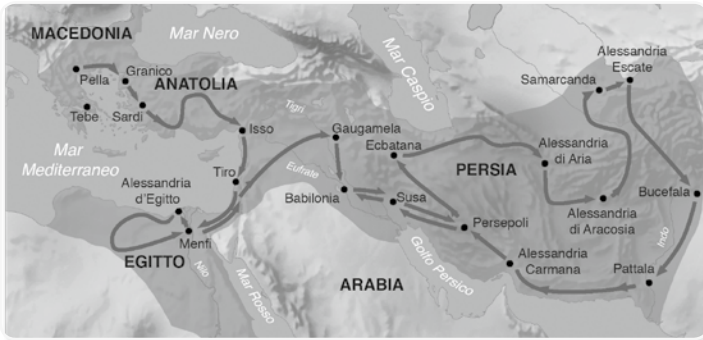 MACEDONIA
Mar Nero
Pella
Granico
ANATOLIA
Tebe
Sardi
Mar
Mediterraneo
Isso
Tigri
Tiro
Eufrate
Alessandria
d'Egitto
Menfi
EGITTO
Nilo
Mar Rosso
Mar Caspio
Gaugamela
Ecbatana
Babilonia
Susa
Persepoli
PERSIA
Golfo Persico
ARABIA
Samarcanda
Alessandria
Escate
Alessandria
di Aria
Alessandria
di Aracosia
Bucefala
Indo
Alessandria
Carmana
Pattala